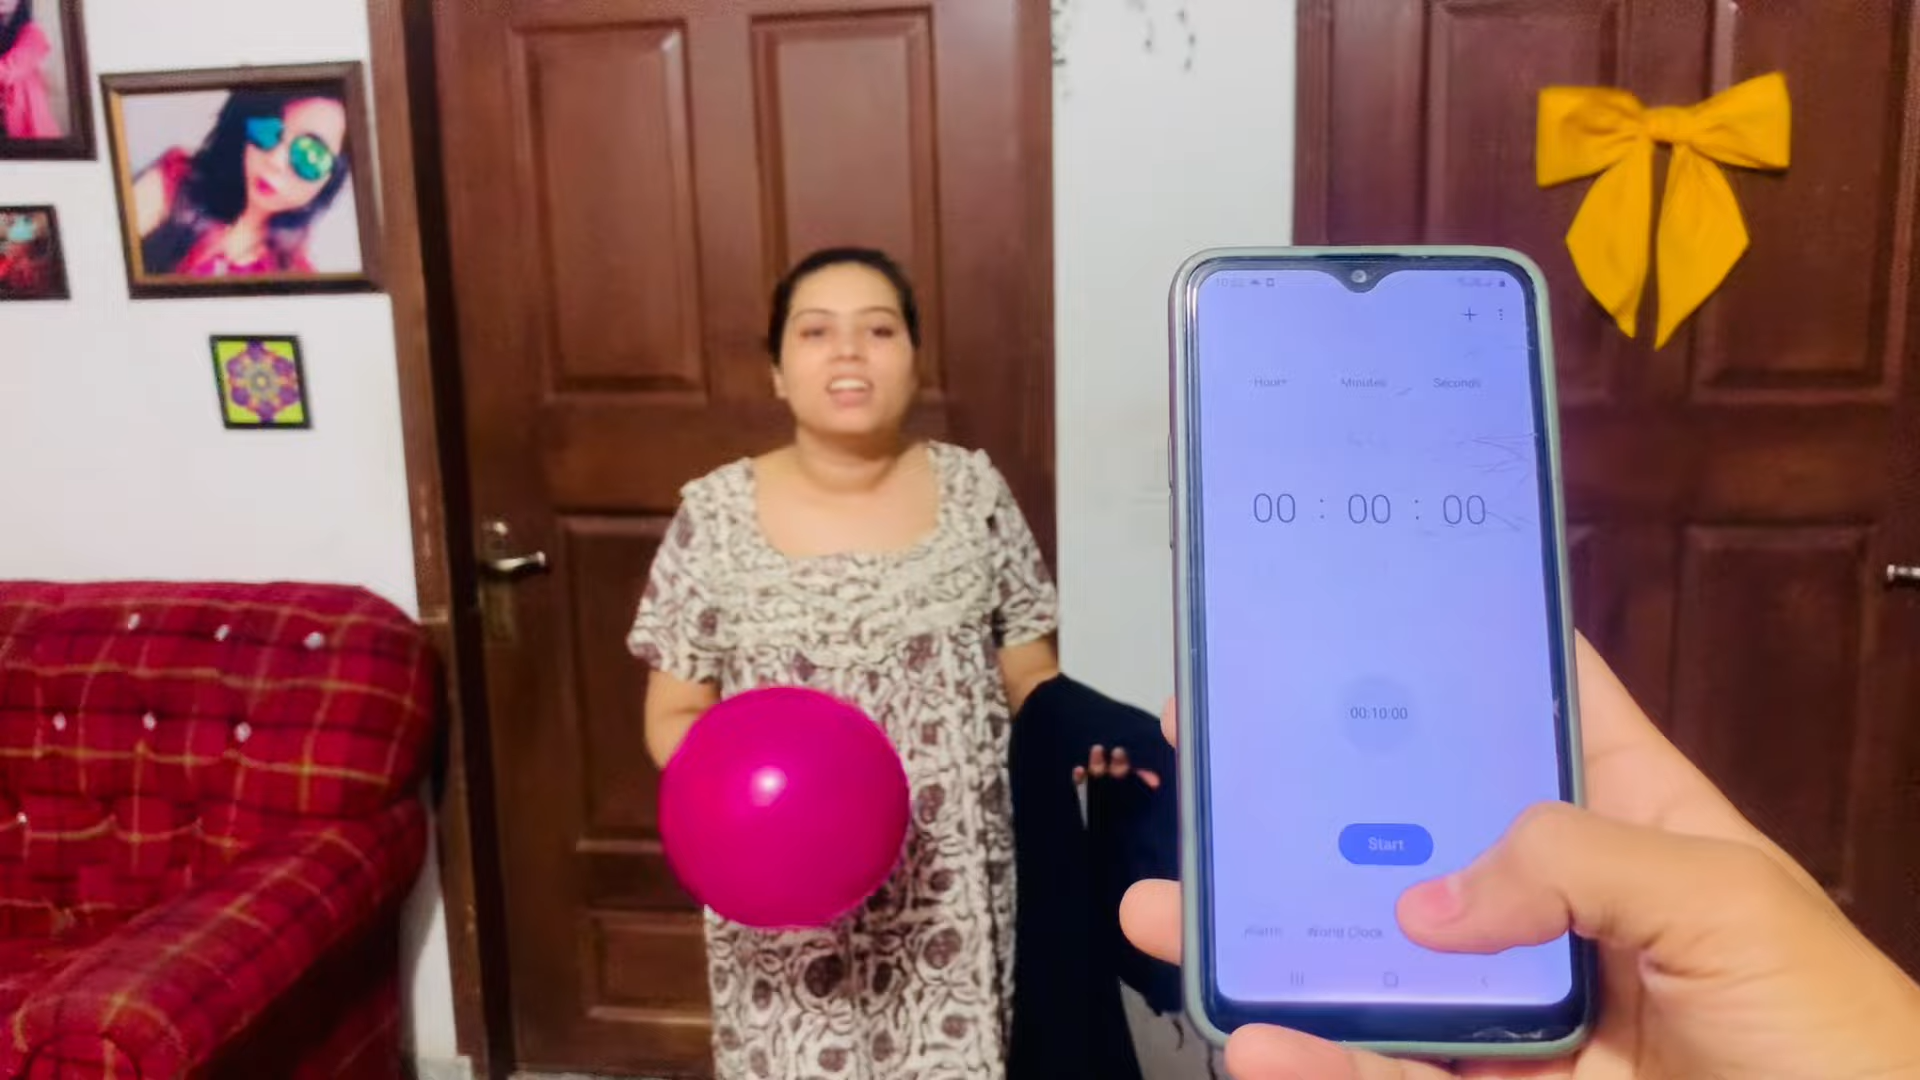 Hours Minutes Seconds
00 : 00 : 00
00:10:00
Start
Alarm World Clock